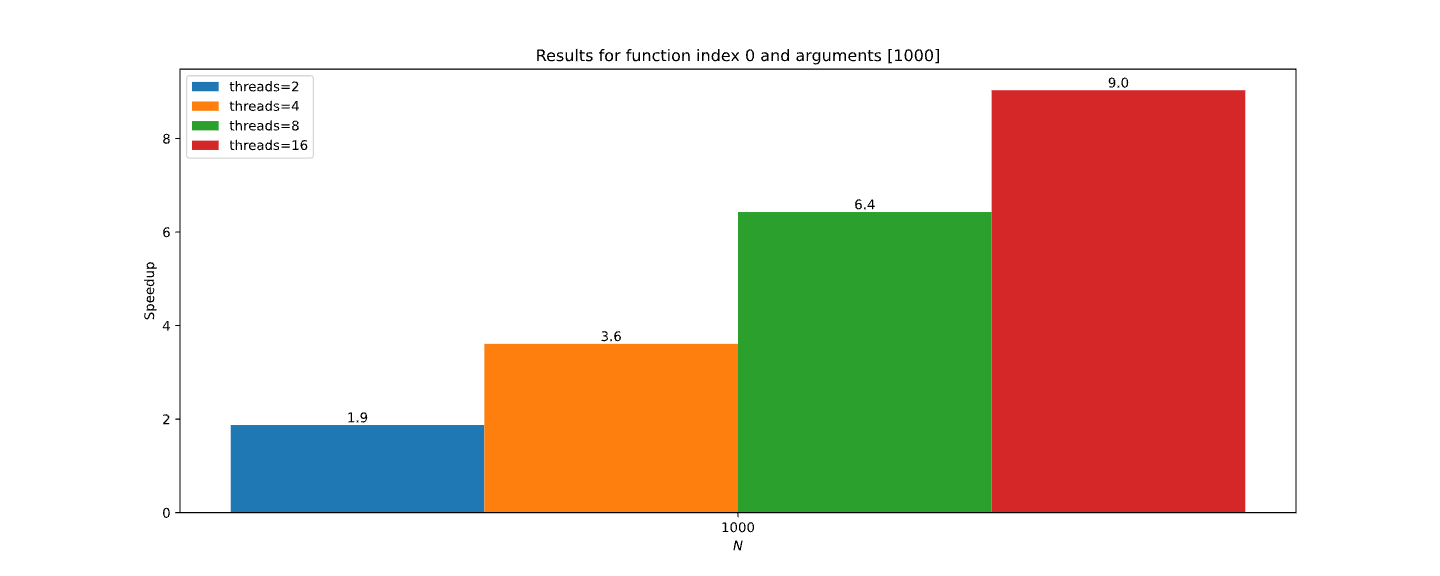 Results for function index 0 and arguments [1000]
threads=2
threads=4
threads=8
threads=16
9.0
6.4
3.6
1.9
8
6
4
2
0
Speedup
1000
N